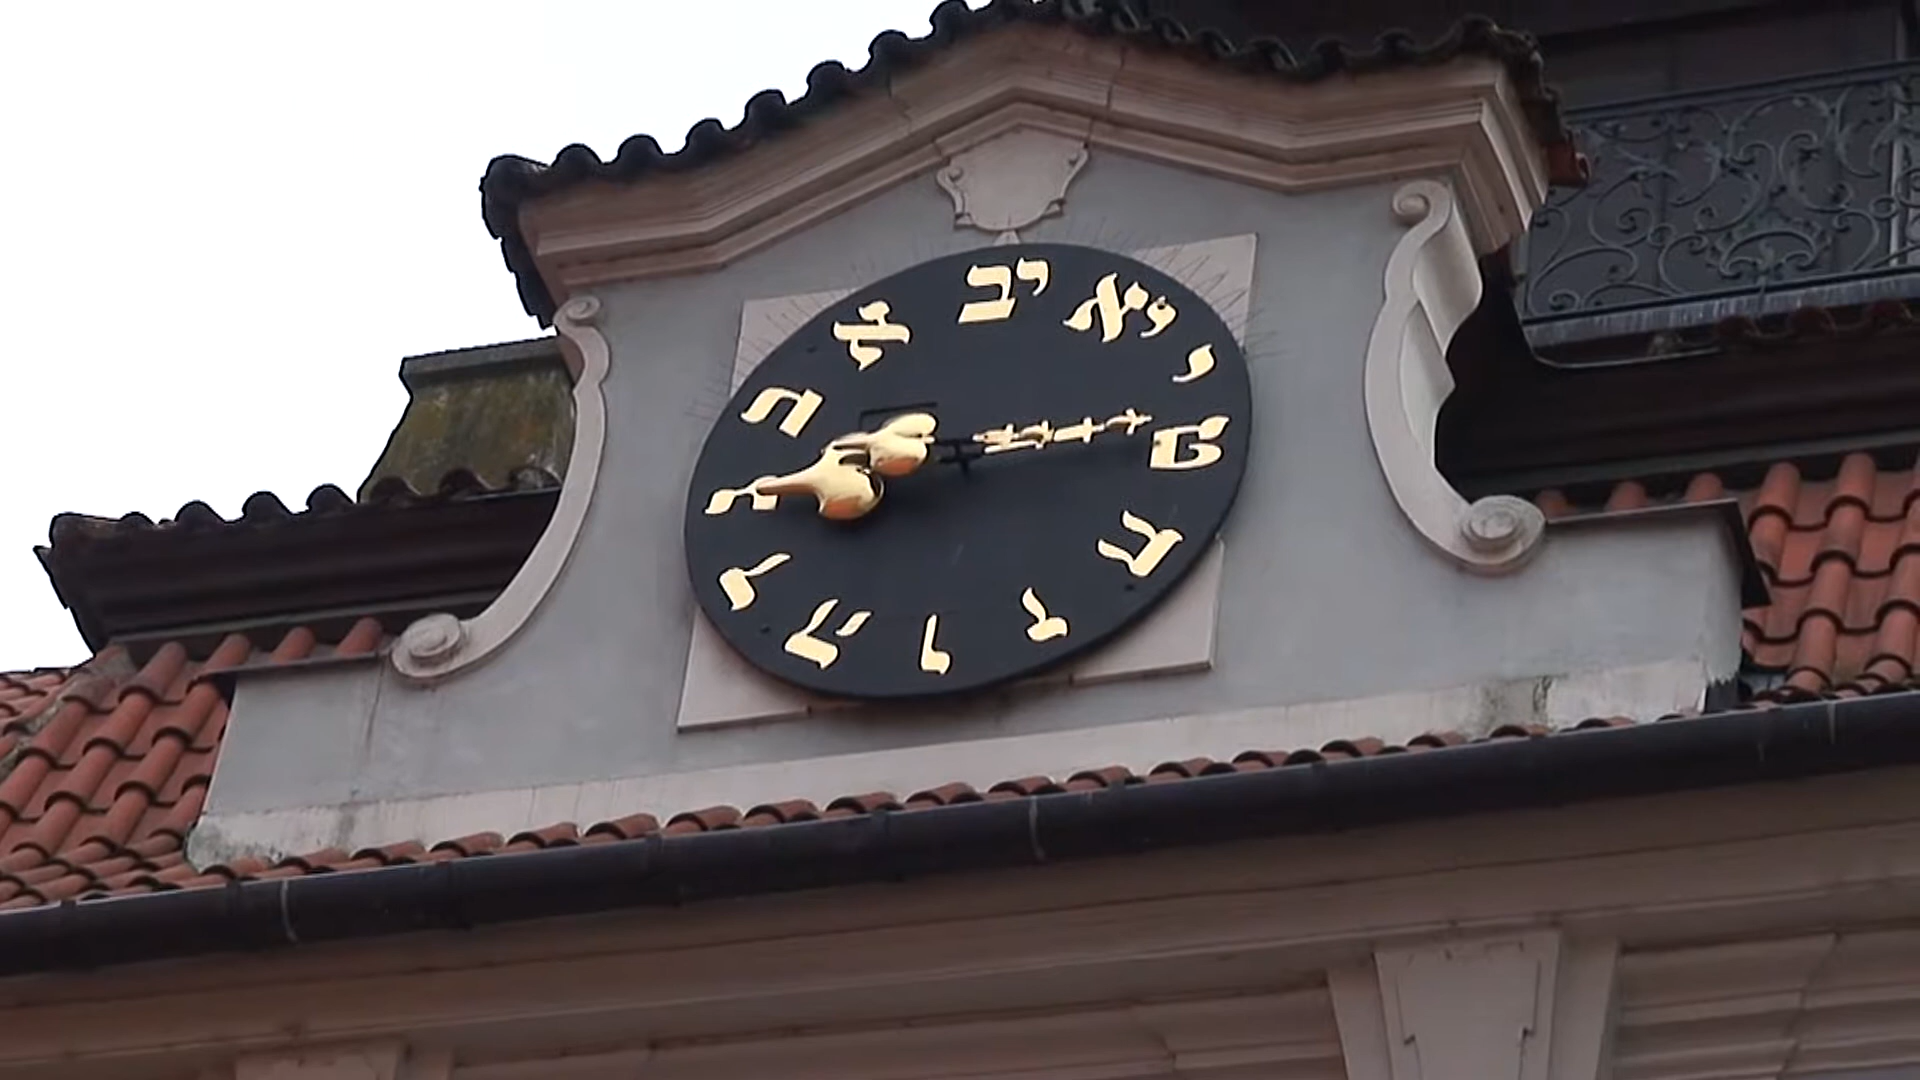 יב
א
ב
ג
ד
ה
ו
ז
ח
ט
י
יא